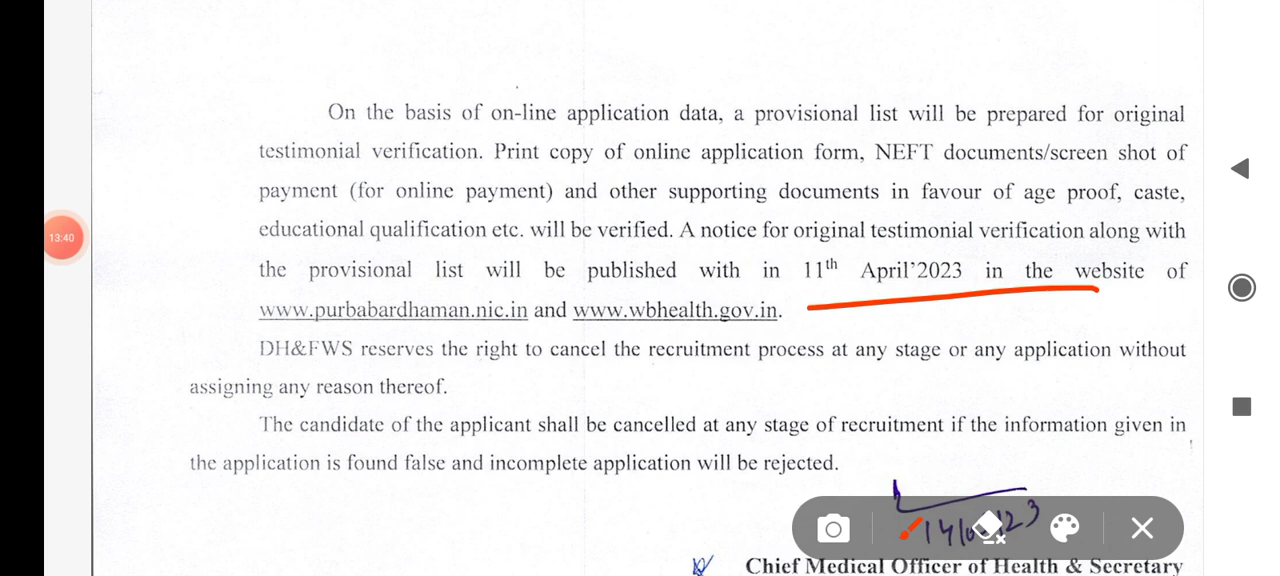 On the basis of on-line application data, a provisional list will be prepared for original
testimonial verification. Print copy of online application form, NEFT documents/screen shot of
payment (for online payment) and other supporting documents in favour of age proof, caste,
educational qualification etc. will be verified. A notice for original testimonial verification along with
13:40
the provisional list will be published with in 11th April'2023 in the website of
www.purbabardhaman.nic.in and www.wbhealth.gov.in.
DH&FWS reserves the right to cancel the recruitment process at any stage or any application without
assigning any reason thereof.
The candidate of the applicant shall be cancelled at any stage of recruitment if the information given in
the application is found false and incomplete application will be rejected.
Chief Medical Officer of Health & Secretary